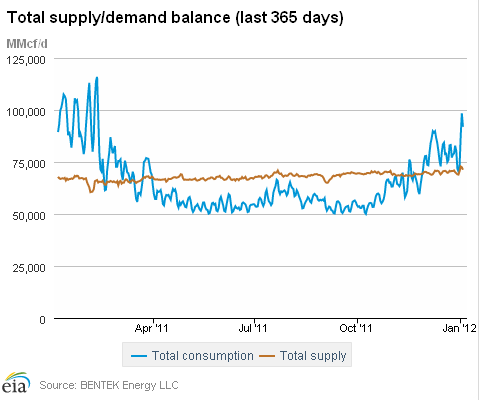 Total supply/demand balance (last 365 days)
MMcf/d
125,000
100,000
75,000
50,000
25,000
0
Apr '11
Jul '11
Oct '11
Jan '12
Total consumption
Total supply
eia
Source: BENTEK Energy LLC